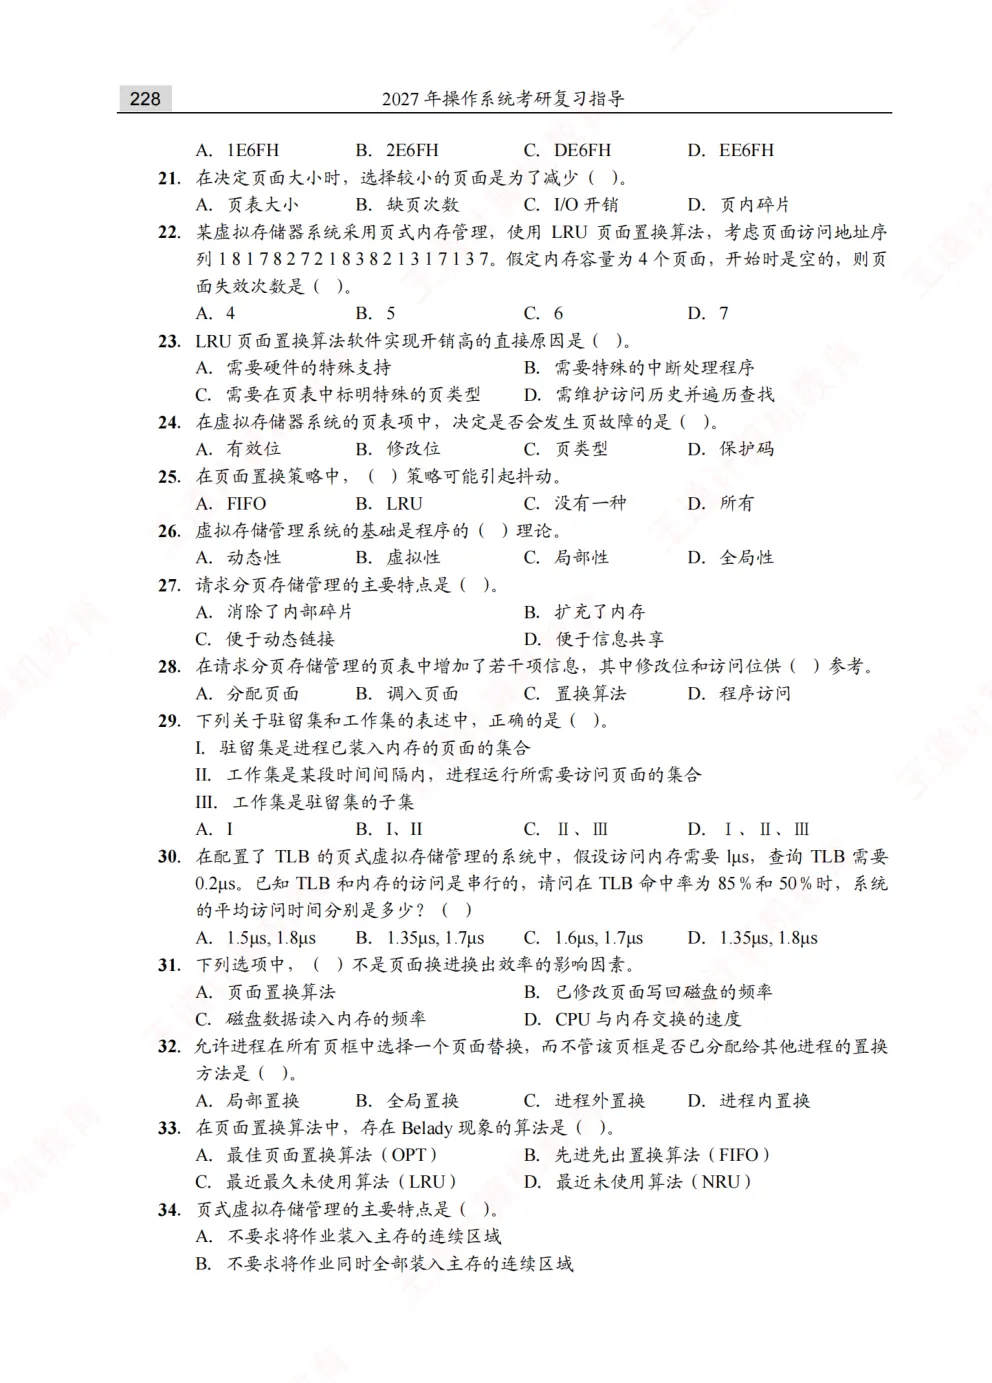 228
2027 年操作系统考研复习指导
A．1E6FH B．2E6FH C．DE6FH D．EE6FH
21．在决定页面大小时，选择较小的页面是为了减少（ ）。
A．页表大小 B．缺页次数 C．I/O 开销 D．页内碎片
22．某虚拟存储器系统采用页式内存管理，使用 LRU 页面置换算法，考虑页面访问地址序
列 1 8 1 7 8 2 7 2 1 8 3 8 2 1 3 1 7 1 3 7。假定内存容量为 4 个页面，开始时是空的，则页
面失效次数是（ ）。
A．4 B．5 C．6 D．7
23．LRU 页面置换算法软件实现开销高的直接原因是（ ）。
A．需要硬件的特殊支持 B．需要特殊的中断处理程序
C．需要在页表中标明特殊的页类型 D．需维护访问历史并遍历查找
24．在虚拟存储器系统的页表项中，决定是否会发生页故障的是（ ）。
A．有效位 B．修改位 C．页类型 D．保护码
25．在页面置换策略中，（ ）策略可能引起抖动。
A．FIFO B．LRU C．没有一种 D．所有
26．虚拟存储管理系统的基础是程序的（ ）理论。
A．动态性 B．虚拟性 C．局部性 D．全局性
27．请求分页存储管理的主要特点是（ ）。
A．消除了内部碎片 B．扩充了内存
C．便于动态链接 D．便于信息共享
28．在请求分页存储管理的页表中增加了若干项信息，其中修改位和访问位供（ ）参考。
A．分配页面 B．调入页面 C．置换算法 D．程序访问
29．下列关于驻留集和工作集的表述中，正确的是（ ）。
I．驻留集是进程已装入内存的页面的集合
II．工作集是某段时间间隔内，进程运行所需要访问页面的集合
III．工作集是驻留集的子集
A．I B．I、II C．Ⅱ、Ⅲ D．Ⅰ、Ⅱ、Ⅲ
30．在配置了 TLB 的页式虚拟存储管理的系统中，假设访问内存需要 1μs，查询 TLB 需要
0.2μs。已知 TLB 和内存的访问是串行的，请问在 TLB 命中率为 85％和 50％时，系统
的平均访问时间分别是多少？（ ）
A．1.5μs, 1.8μs B．1.35μs, 1.7μs C．1.6μs, 1.7μs D．1.35μs, 1.8μs
31．下列选项中，（ ）不是页面换进换出效率的影响因素。
A．页面置换算法 B．已修改页面写回磁盘的频率
C．磁盘数据读入内存的频率 D．CPU 与内存交换的速度
32．允许进程在所有页框中选择一个页面替换，而不管该页框是否已分配给其他进程的置换
方法是（ ）。
A．局部置换 B．全局置换 C．进程外置换 D．进程内置换
33．在页面置换算法中，存在 Belady 现象的算法是（ ）。
A．最佳页面置换算法（OPT） B．先进先出置换算法（FIFO）
C．最近最久未使用算法（LRU） D．最近未使用算法（NRU）
34．页式虚拟存储管理的主要特点是（ ）。
A．不要求将作业装入主存的连续区域
B．不要求将作业同时全部装入主存的连续区域